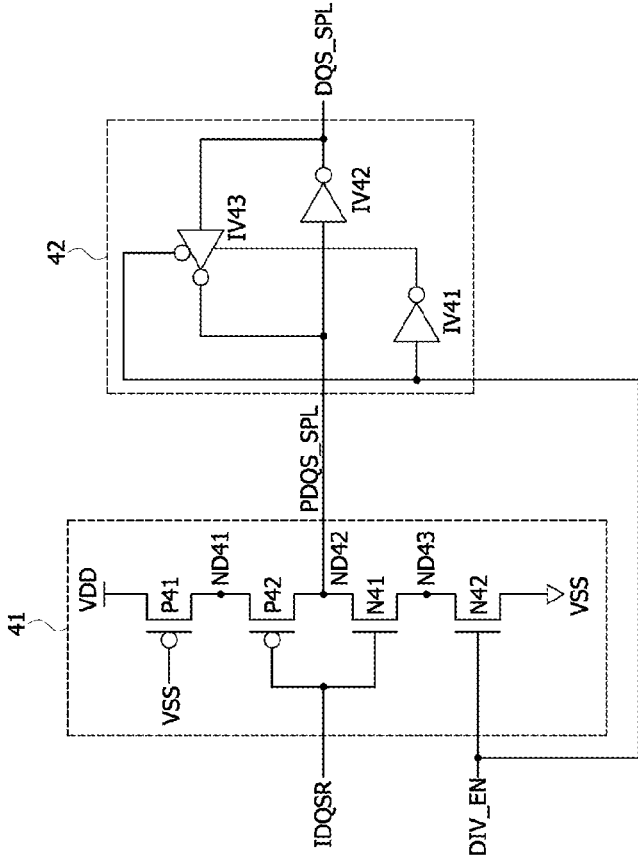 41
VDD
P41
VSS
ND41
P42
ND42
N41
ND43
N42
VSS
IDQSR
DIV_EN
PDQS_SPL
42
IV43
IV42
IV41
DQS_SPL